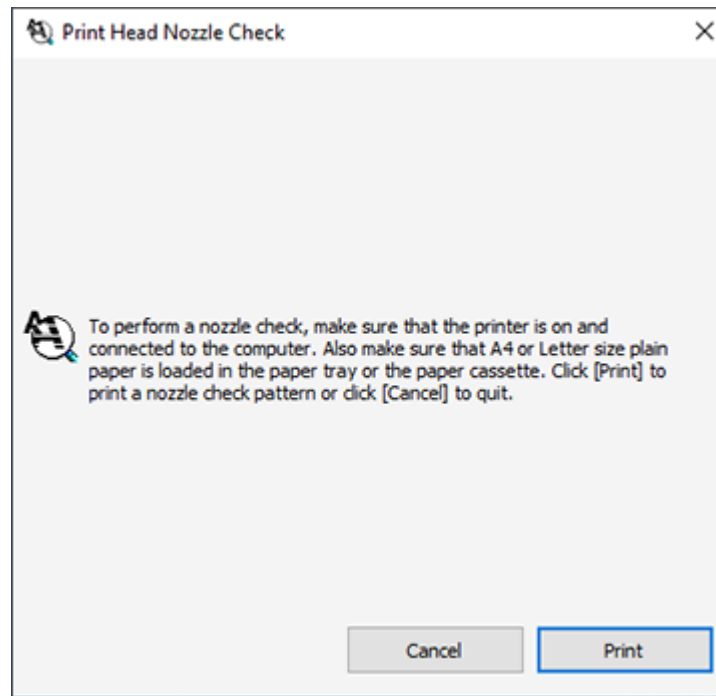 Print Head Nozzle Check
To perform a nozzle check, make sure that the printer is on and
connected to the computer. Also make sure that A4 or Letter size plain
paper is loaded in the paper tray or the paper cassette. Click [Print] to
print a nozzle check pattern or click [Cancel] to quit.
Cancel
Print